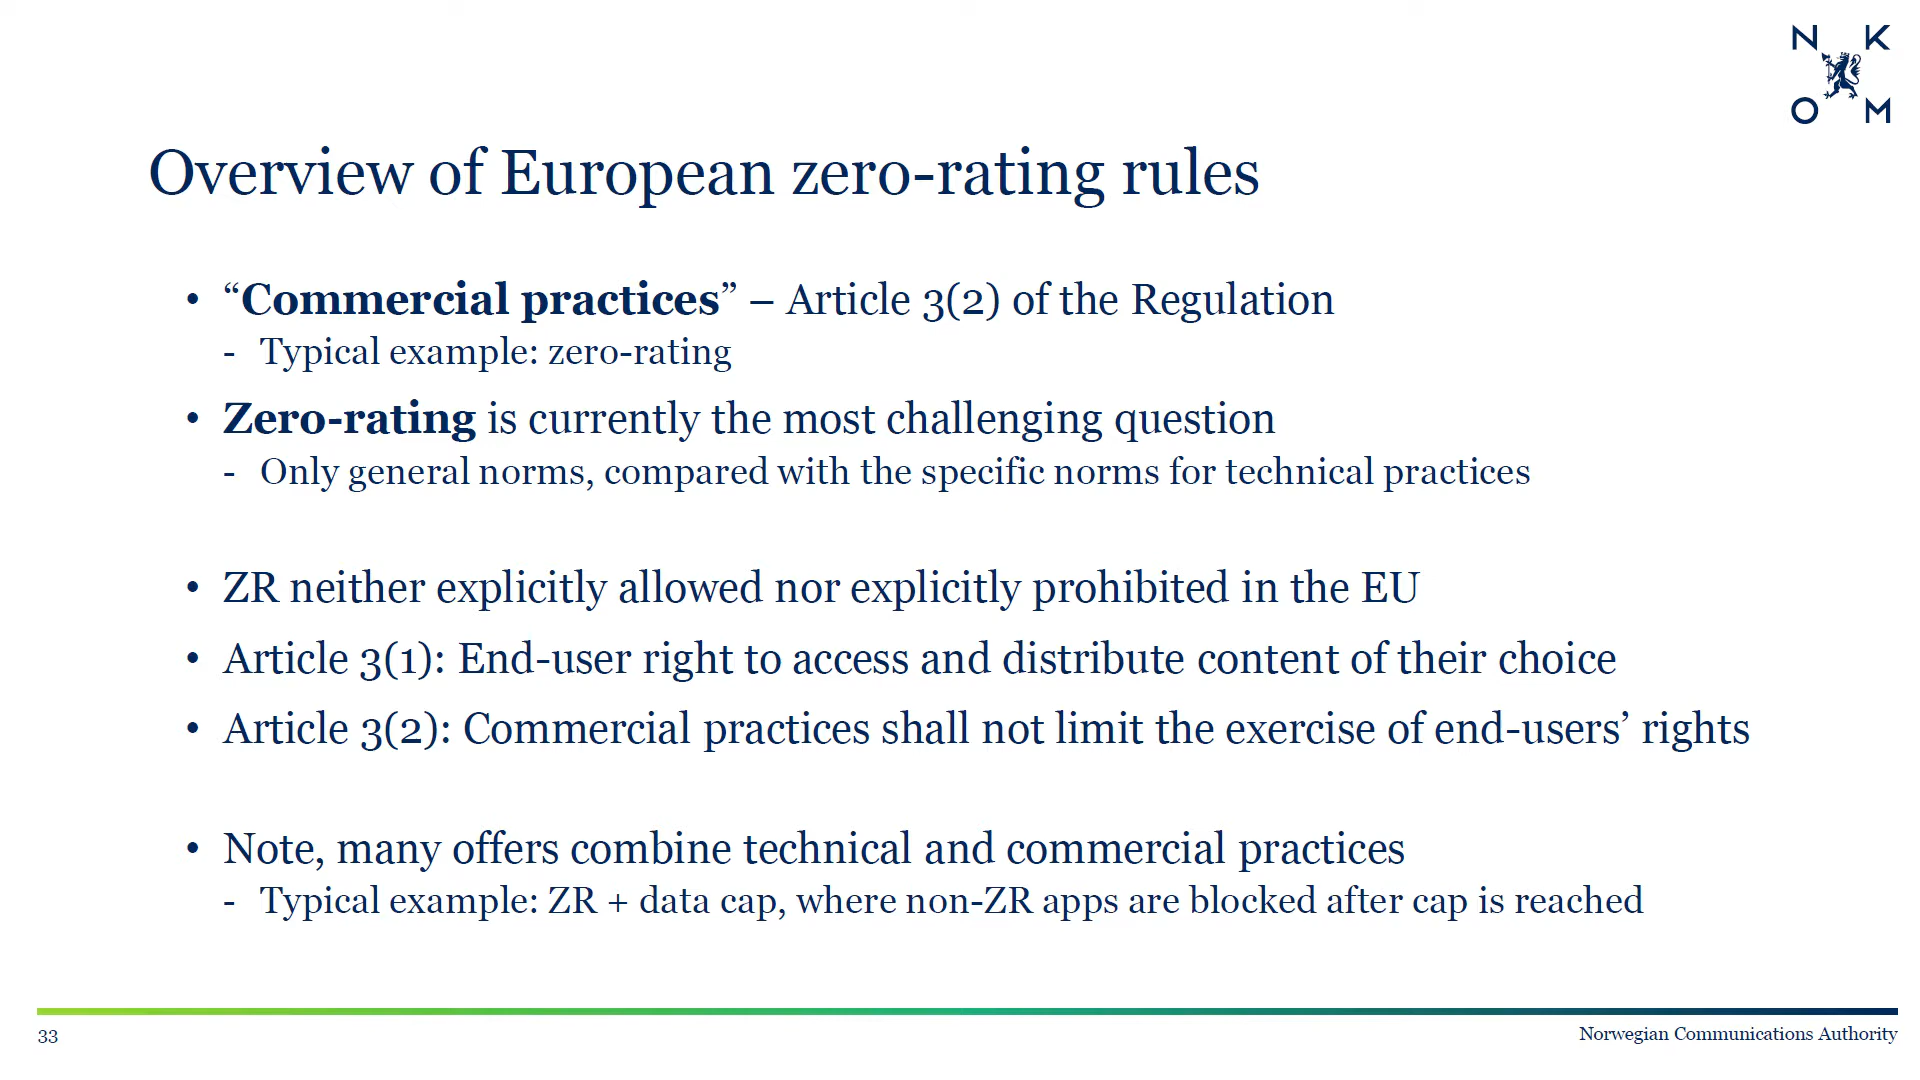 N K
O M
Overview of European zero-rating rules
• “Commercial practices” – Article 3(2) of the Regulation
- Typical example: zero-rating
• Zero-rating is currently the most challenging question
- Only general norms, compared with the specific norms for technical practices
• ZR neither explicitly allowed nor explicitly prohibited in the EU
• Article 3(1): End-user right to access and distribute content of their choice
• Article 3(2): Commercial practices shall not limit the exercise of end-users’ rights
• Note, many offers combine technical and commercial practices
- Typical example: ZR + data cap, where non-ZR apps are blocked after cap is reached
33
Norwegian Communications Authority